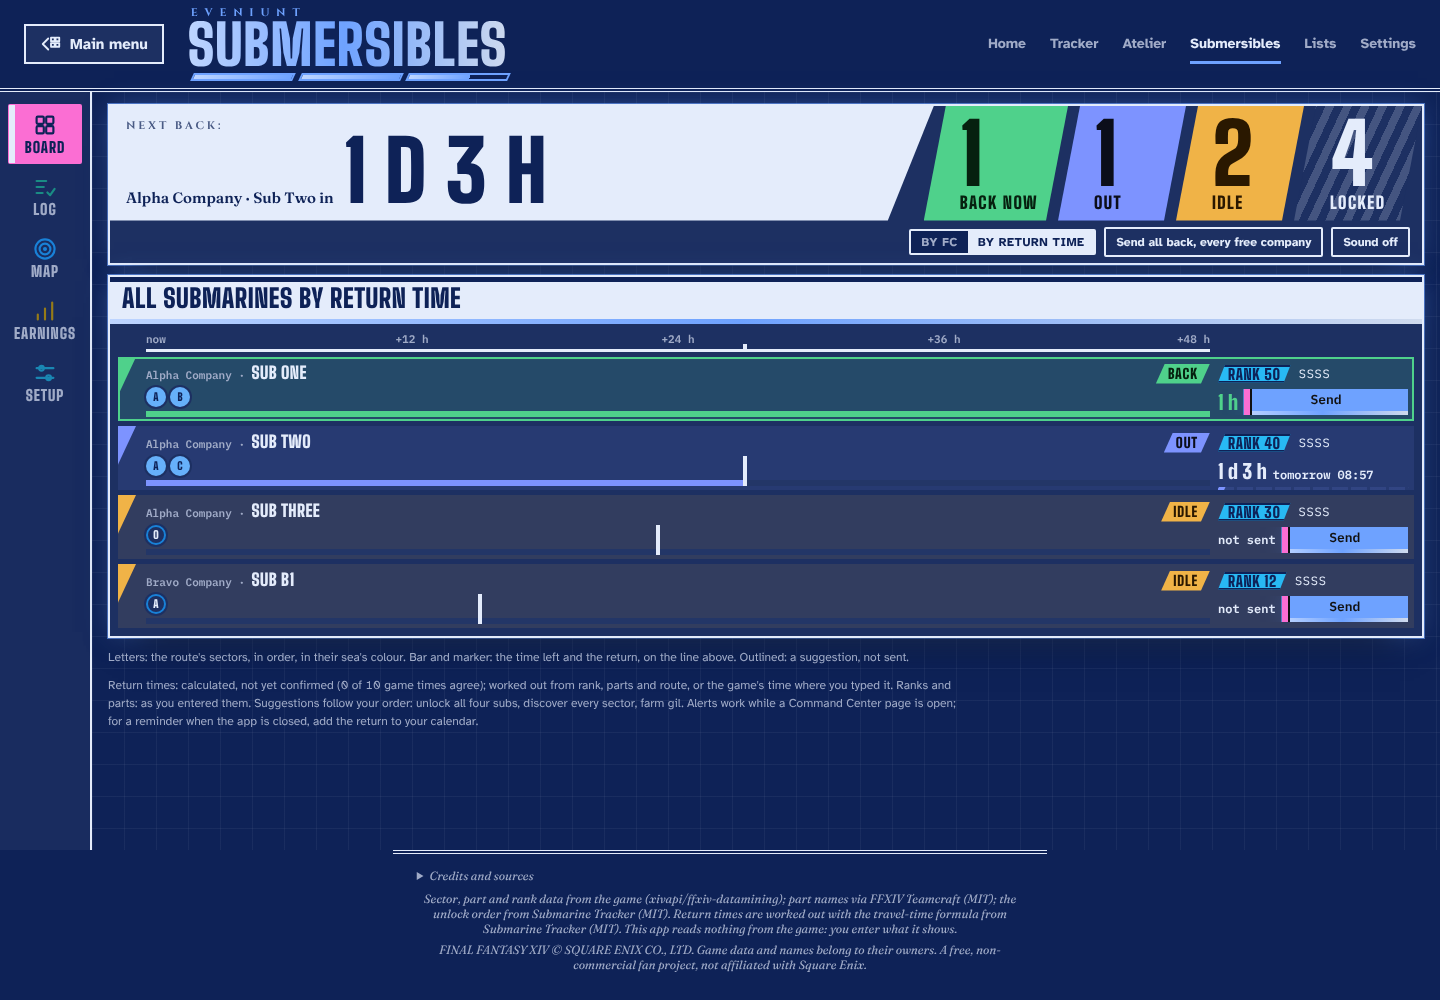 Main menu
EVENIUNT
SUBMERSIBLES
Home
Tracker
Atelier
Submersibles
Lists
Settings
BOARD
LOG
MAP
EARNINGS
SETUP
NEXT BACK:
Alpha Company · Sub Two in 1D3H
1
BACK NOW
1
OUT
2
IDLE
4
LOCKED
BY FC
BY RETURN TIME
Send all back, every free company
Sound off
ALL SUBMARINES BY RETURN TIME
now
+12 h
+24 h
+36 h
+48 h
Alpha Company · SUB ONE
BACK
RANK 50
SSSS
A B
1h
Send
Alpha Company · SUB TWO
OUT
RANK 40
SSSS
A C
1d3h tomorrow 08:57
Alpha Company · SUB THREE
IDLE
RANK 30
SSSS
O
not sent
Send
Bravo Company · SUB B1
IDLE
RANK 12
SSSS
A
not sent
Send
Letters: the route's sectors, in order, in their sea's colour. Bar and marker: the time left and the return, on the line above. Outlined: a suggestion, not sent.
Return times: calculated, not yet confirmed (0 of 10 game times agree); worked out from rank, parts and route, or the game's time where you typed it. Ranks and
parts: as you entered them. Suggestions follow your order: unlock all four subs, discover every sector, farm gil. Alerts work while a Command Center page is open;
for a reminder when the app is closed, add the return to your calendar.
Credits and sources
Sector, part and rank data from the game (xivapi/ffxiv-datamining); part names via FFXIV Teamcraft (MIT); the
unlock order from Submarine Tracker (MIT). Return times are worked out with the travel-time formula from
Submarine Tracker (MIT). This app reads nothing from the game: you enter what it shows.
FINAL FANTASY XIV © SQUARE ENIX CO., LTD. Game data and names belong to their owners. A free, non-
commercial fan project, not affiliated with Square Enix.